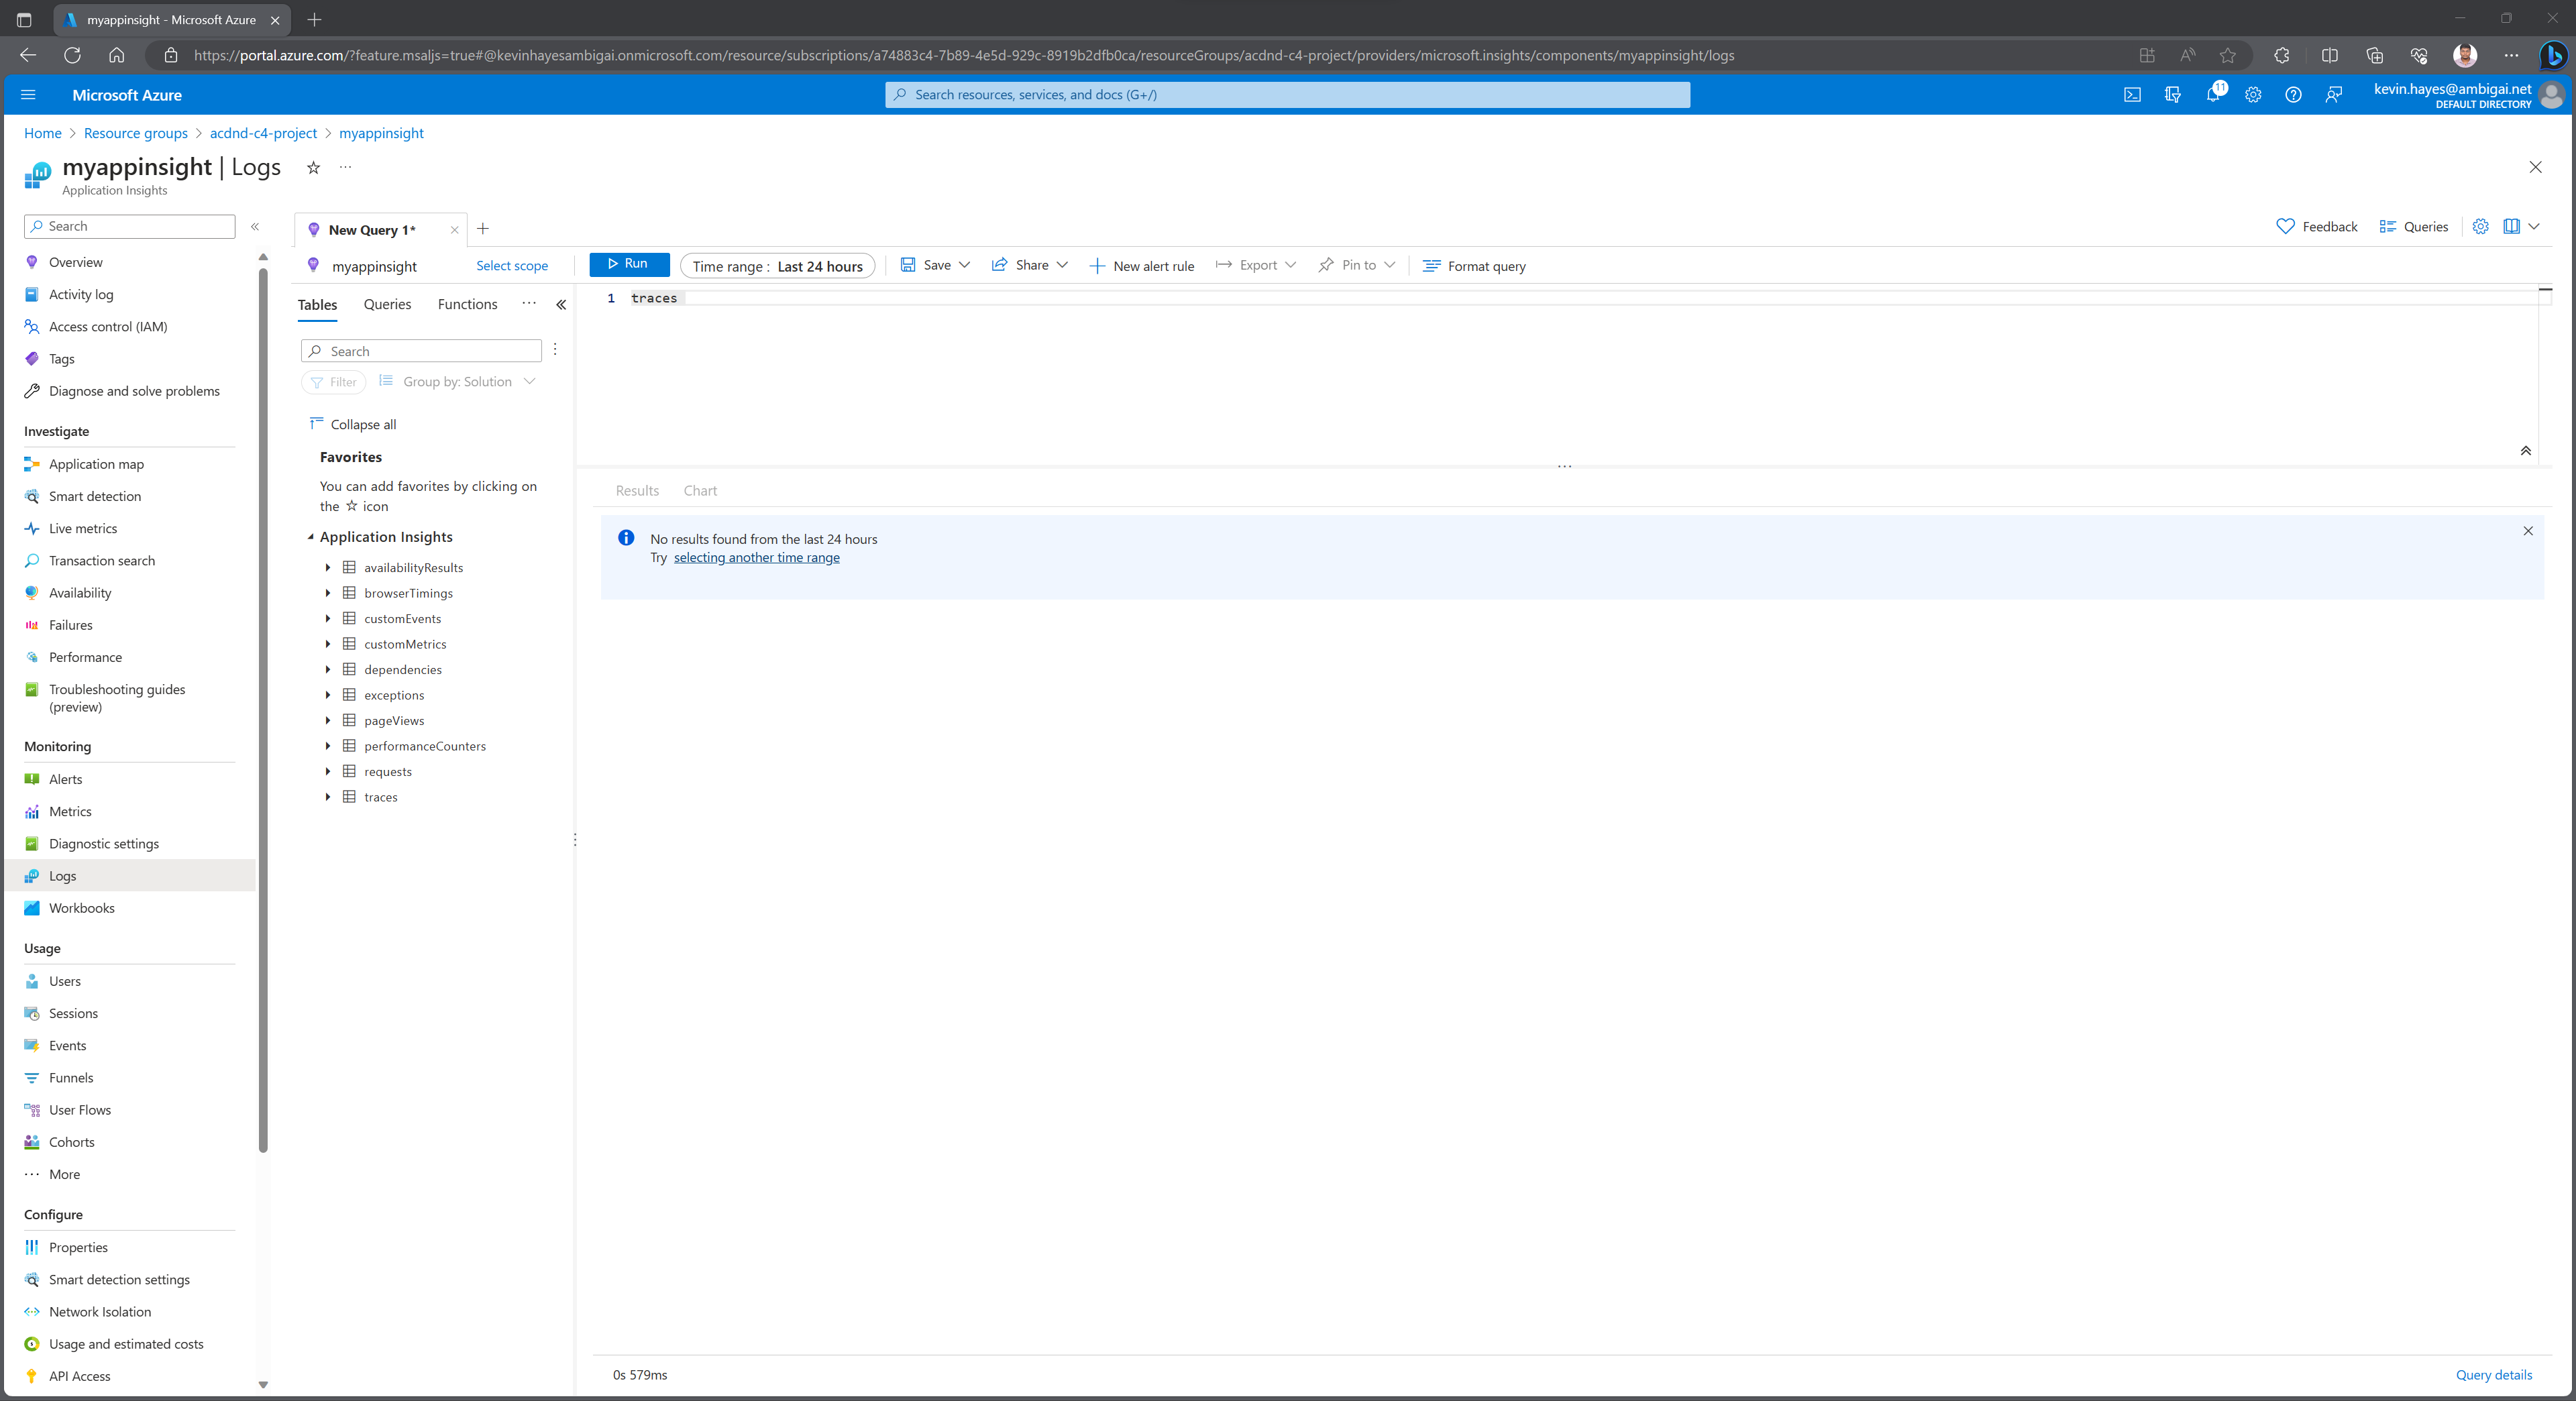 myappinsight - Microsoft Azure
https://portal.azure.com/?feature.msaljs=true#@kevinhayesambigai.onmicrosoft.com/resource/subscriptions/a74883c4-7b89-4e5d-929c-8919b2dfb0ca/resourceGroups/acdnd-c4-project/providers/microsoft.insights/components/myappinsight/logs
Microsoft Azure
Search resources, services, and docs (G+/)
11
kevin.hayes@ambigai.net
DEFAULT DIRECTORY
Home > Resource groups > acdnd-c4-project > myappinsight
myappinsight | Logs
Application Insights
Search
Overview
Activity log
Access control (IAM)
Tags
Diagnose and solve problems
Investigate
Application map
Smart detection
Live metrics
Transaction search
Availability
Failures
Performance
Troubleshooting guides
(preview)
Monitoring
Alerts
Metrics
Diagnostic settings
Logs
Workbooks
Usage
Users
Sessions
Events
Funnels
User Flows
Cohorts
More
Configure
Properties
Smart detection settings
Network Isolation
Usage and estimated costs
API Access
New Query 1*
Feedback
Queries
myappinsight
Select scope
Run
Time range : Last 24 hours
Save
Share
New alert rule
Export
Pin to
Format query
Tables
Queries
Functions
Search
Filter
Group by: Solution
Collapse all
Favorites
You can add favorites by clicking on
the ☆ icon
Application Insights
availabilityResults
browserTimings
customEvents
customMetrics
dependencies
exceptions
pageViews
performanceCounters
requests
traces
1 traces
Results
Chart
No results found from the last 24 hours
Try selecting another time range
0s 579ms
Query details